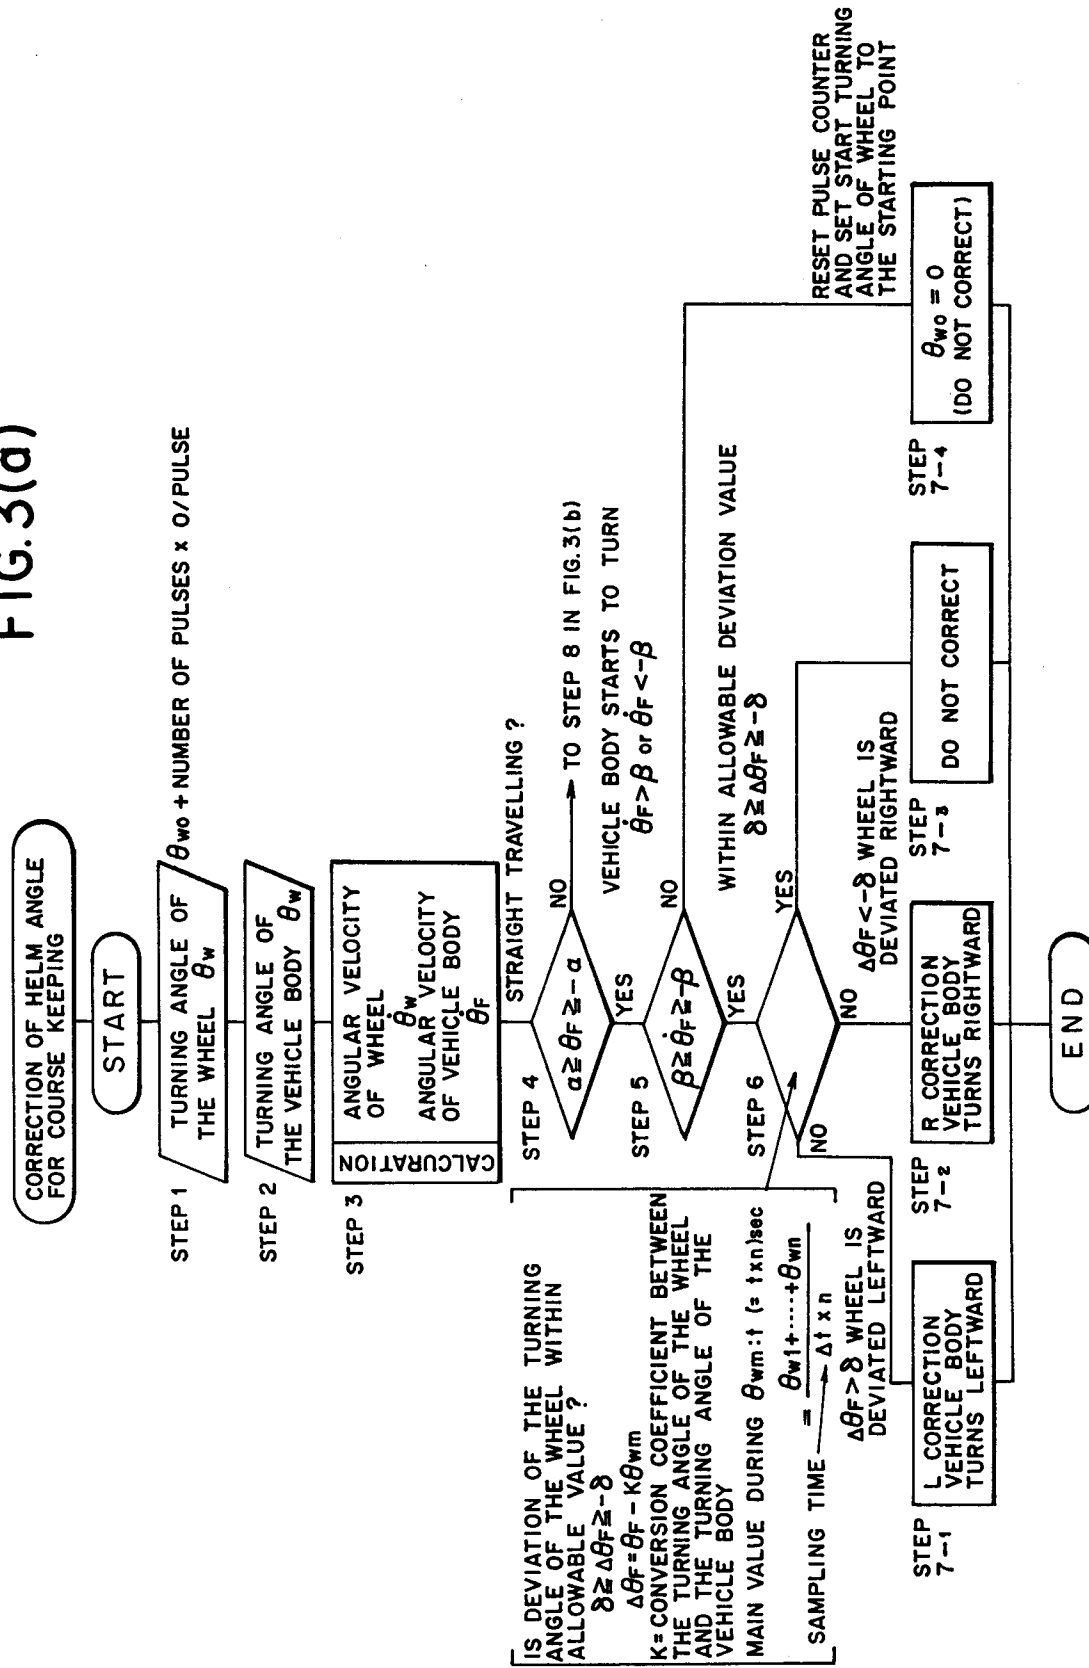 FIG. 3(a)
CORRECTION OF HELM ANGLE
FOR COURSE KEEPING
START
STEP 1
TURNING ANGLE OF
THE WHEEL θw
θwo + NUMBER OF PULSES x 0/PULSE
STEP 2
TURNING ANGLE OF
THE VEHICLE BODY θw
STEP 3
CALCURATION
ANGULAR VELOCITY
OF WHEEL
θ̇w
ANGULAR VELOCITY
OF VEHICLE BODY
θ̇F
STRAIGHT TRAVELLING ?
STEP 4
α≧θF≧-α
NO
TO STEP 8 IN FIG. 3(b)
YES
VEHICLE BODY STARTS TO TURN
θ̇F>β or θ̇F<-β
STEP 5
β≧θ̇F≧-β
NO
YES
WITHIN ALLOWABLE DEVIATION VALUE
δ≧ΔθF≧-δ
STEP 6
YES
NO
NO
IS DEVIATION OF THE TURNING
ANGLE OF THE WHEEL WITHIN
ALLOWABLE VALUE ?
δ≧ΔθF≧-δ
ΔθF=θF-Kθwm
K=CONVERSION COEFFICIENT BETWEEN
THE TURNING ANGLE OF THE WHEEL
AND THE TURNING ANGLE OF THE
VEHICLE BODY
MAIN VALUE DURING θwm:t (= txn)sec
= θw1+·····+θwn
SAMPLING TIME Δt x n
ΔθF>δ WHEEL IS
DEVIATED LEFTWARD
ΔθF<-δ WHEEL IS
DEVIATED RIGHTWARD
RESET PULSE COUNTER
AND SET START TURNING
ANGLE OF WHEEL TO
THE STARTING POINT
STEP
7-1
L CORRECTION
VEHICLE BODY
TURNS LEFTWARD
STEP
7-2
R CORRECTION
VEHICLE BODY
TURNS RIGHTWARD
STEP
7-3
DO NOT CORRECT
STEP
7-4
θwo = 0
(DO NOT CORRECT)
END